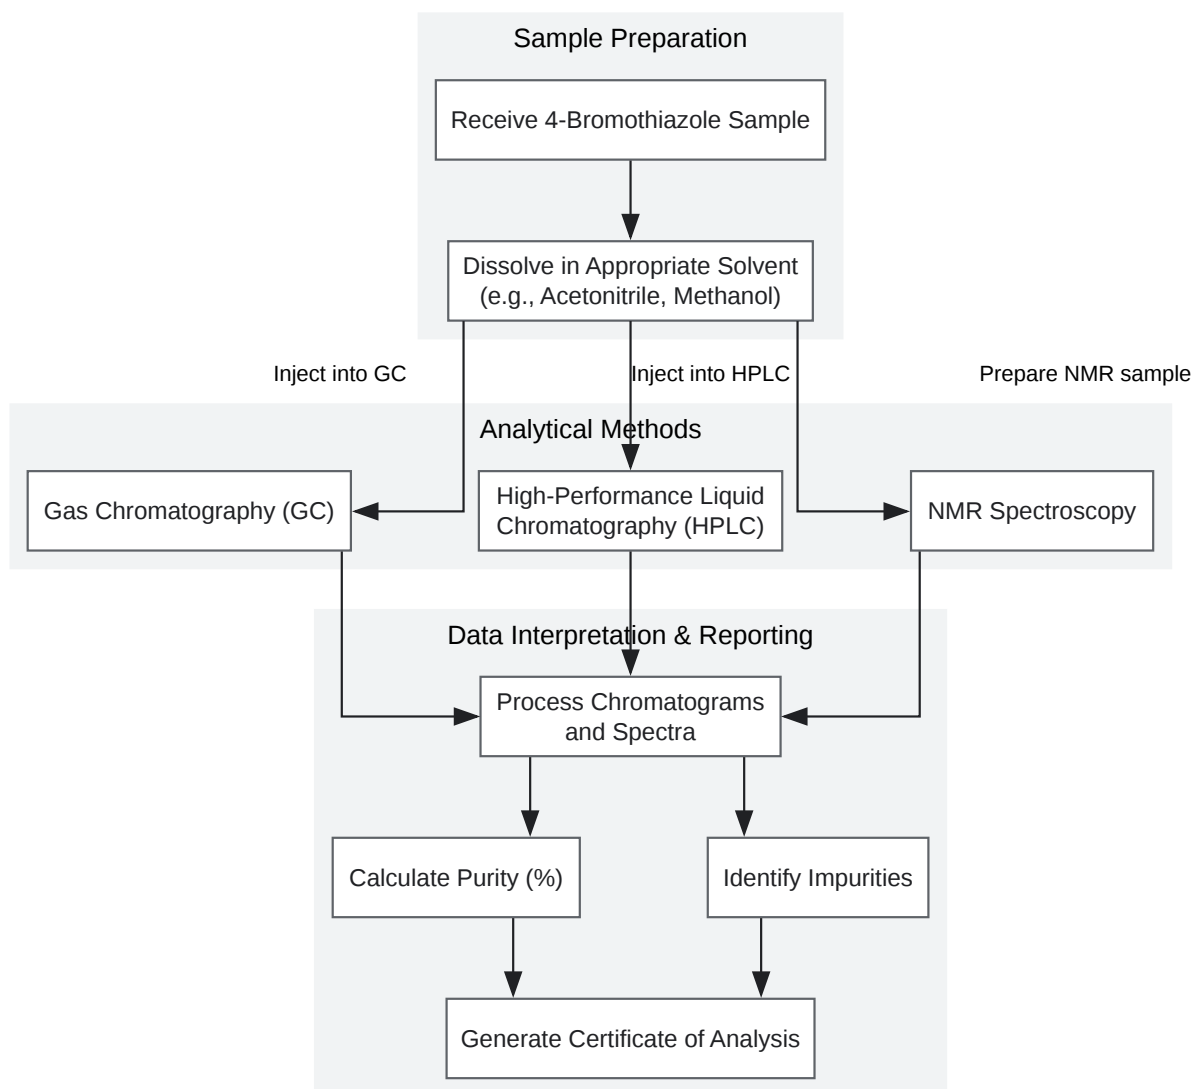 Sample Preparation
Receive 4-Bromothiazole Sample
Dissolve in Appropriate Solvent
(e.g., Acetonitrile, Methanol)
Inject into GC
Inject into HPLC
Prepare NMR sample
Analytical Methods
Gas Chromatography (GC)
High-Performance Liquid
Chromatography (HPLC)
NMR Spectroscopy
Data Interpretation & Reporting
Process Chromatograms
and Spectra
Calculate Purity (%)
Identify Impurities
Generate Certificate of Analysis